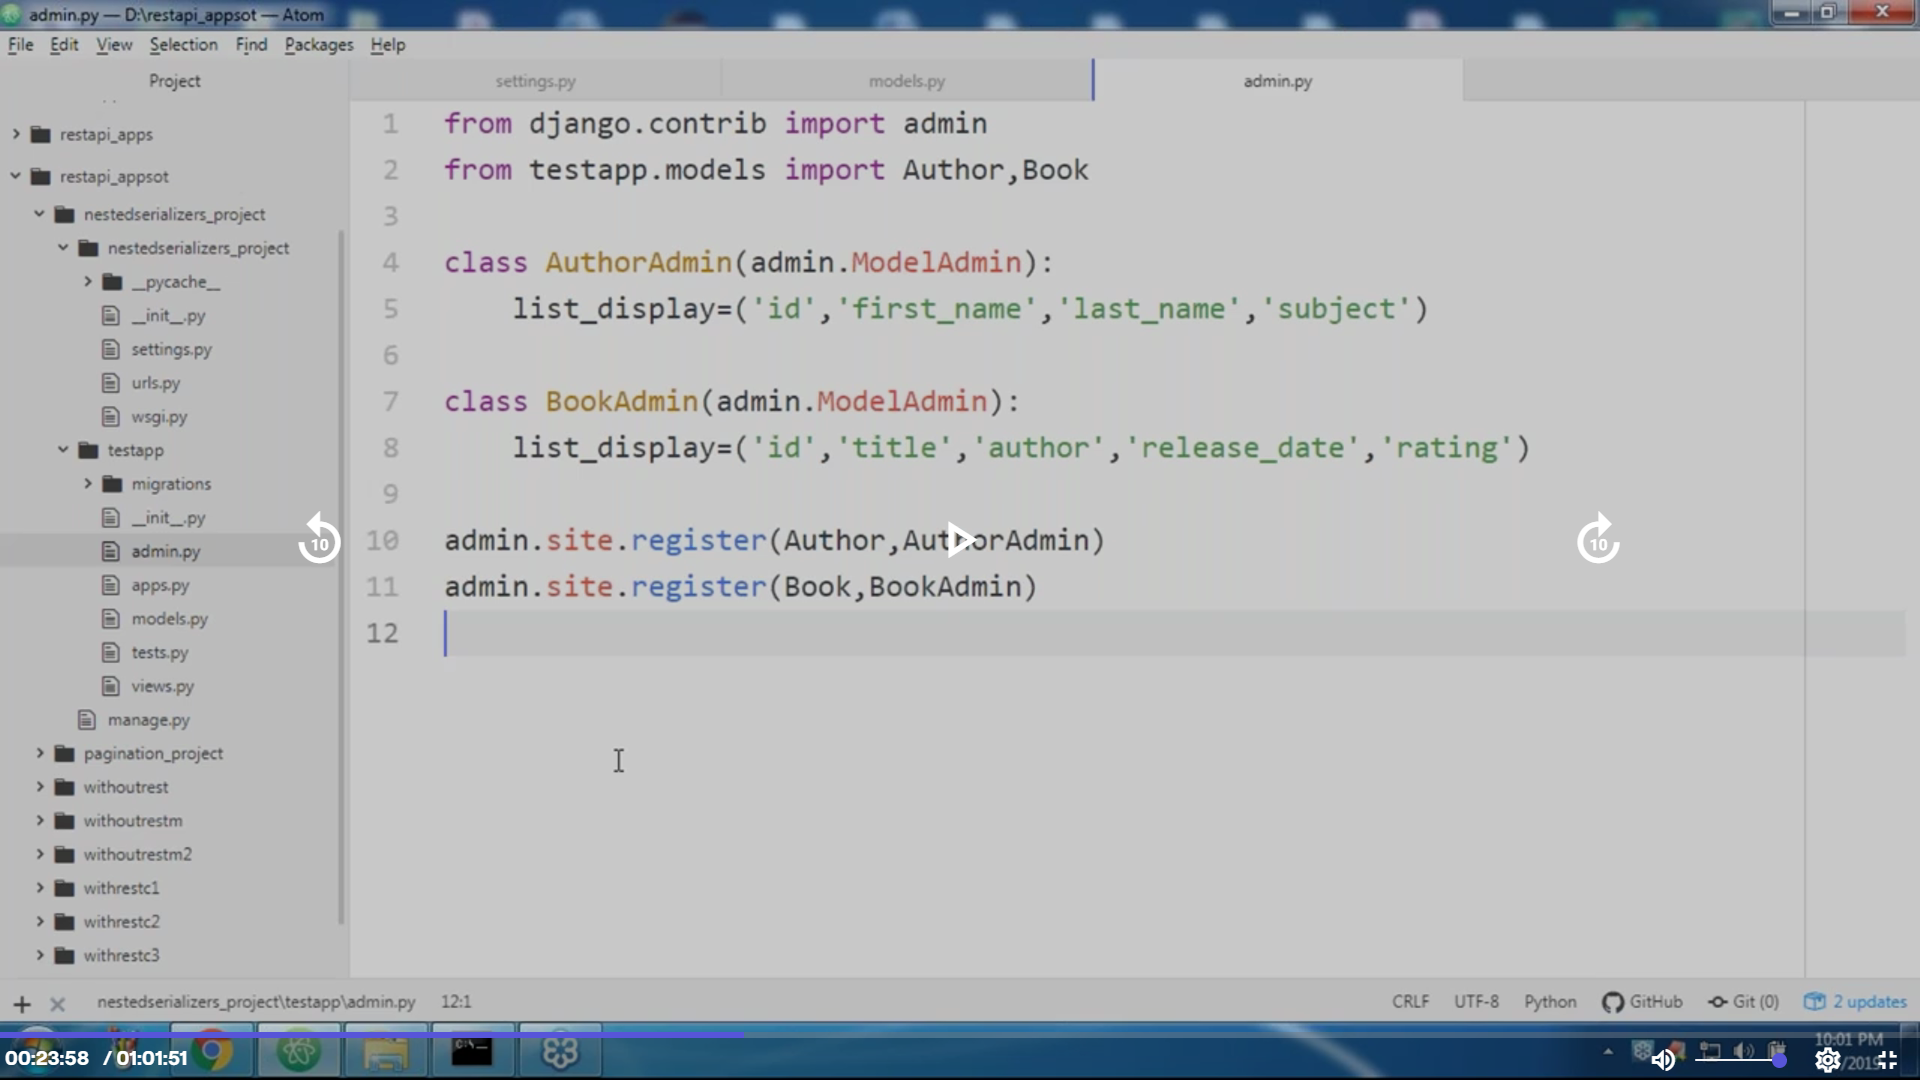 admin.py — D:\restapi_appsot — Atom
File Edit View Selection Find Packages Help
Project
settings.py
models.py
admin.py
restapi_apps
restapi_appsot
nestedserializers_project
nestedserializers_project
__pycache__
__init__.py
settings.py
urls.py
wsgi.py
testapp
migrations
__init__.py
admin.py
apps.py
models.py
tests.py
views.py
manage.py
pagination_project
withoutrest
withoutrestm
withoutrestm2
withrestc1
withrestc2
withrestc3
1 from django.contrib import admin
2 from testapp.models import Author,Book
3
4 class AuthorAdmin(admin.ModelAdmin):
5     list_display=('id','first_name','last_name','subject')
6
7 class BookAdmin(admin.ModelAdmin):
8     list_display=('id','title','author','release_date','rating')
9
10 admin.site.register(Author,AuthorAdmin)
11 admin.site.register(Book,BookAdmin)
12
10
10
nestedserializers_project\testapp\admin.py 12:1
CRLF UTF-8 Python GitHub Git (0) 2 updates
00:23:58 / 01:01:51
10:01 PM